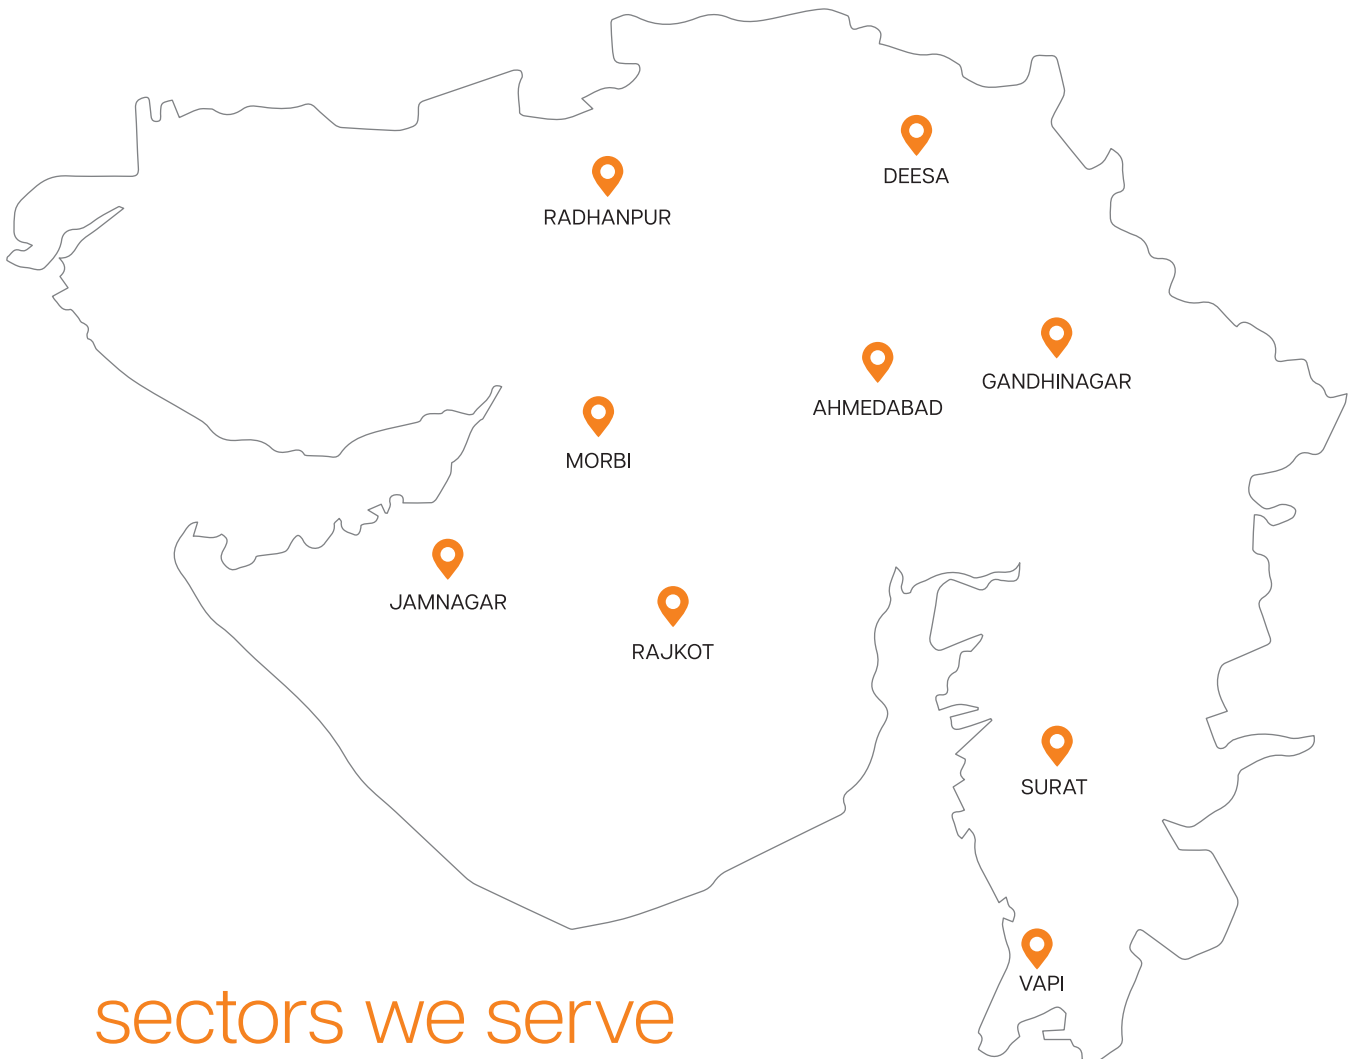 DEESA
RADHANPUR
GANDHINAGAR
AHMEDABAD
MORBI
JAMNAGAR
RAJKOT
SURAT
VAPI
sectors we serve